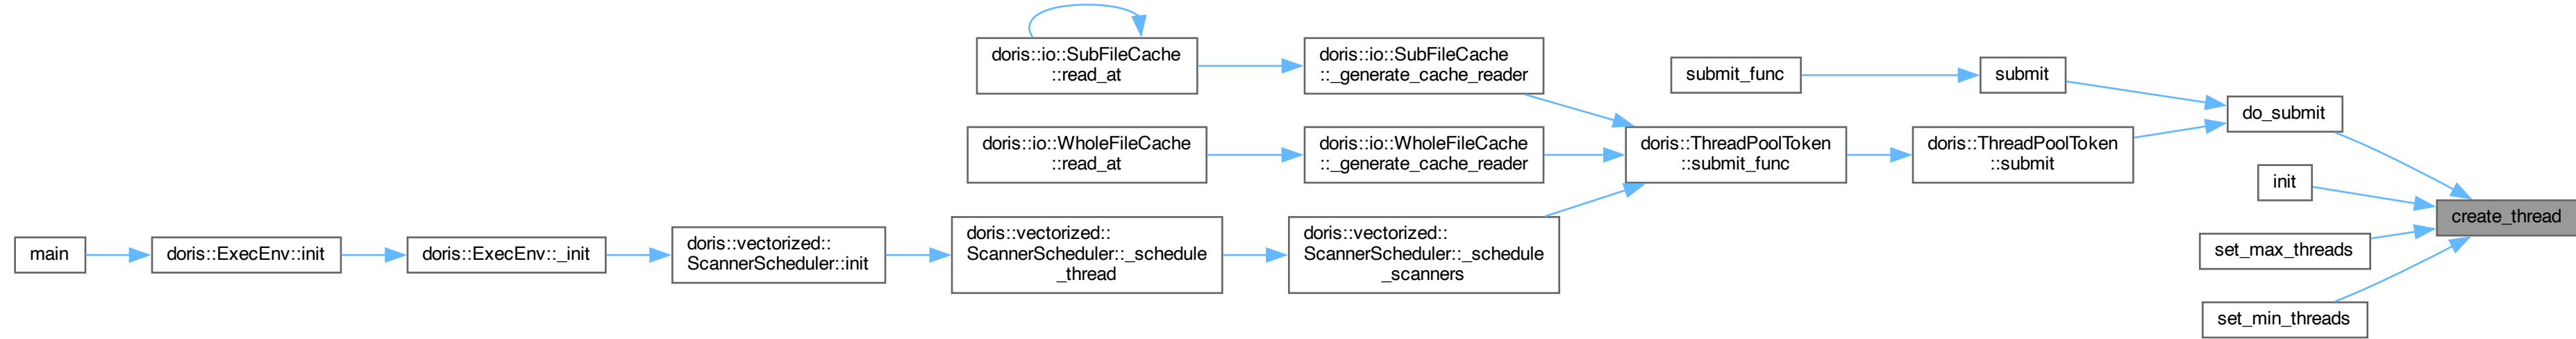 main
doris::ExecEnv::init
doris::ExecEnv::_init
doris::vectorized::
ScannerScheduler::init
doris::vectorized::
ScannerScheduler::_schedule
_thread
doris::io::SubFileCache
::read_at
doris::io::WholeFileCache
::read_at
doris::io::SubFileCache
::_generate_cache_reader
doris::io::WholeFileCache
::_generate_cache_reader
doris::vectorized::
ScannerScheduler::_schedule
_scanners
submit_func
doris::ThreadPoolToken
::submit_func
submit
doris::ThreadPoolToken
::submit
do_submit
init
set_max_threads
set_min_threads
create_thread